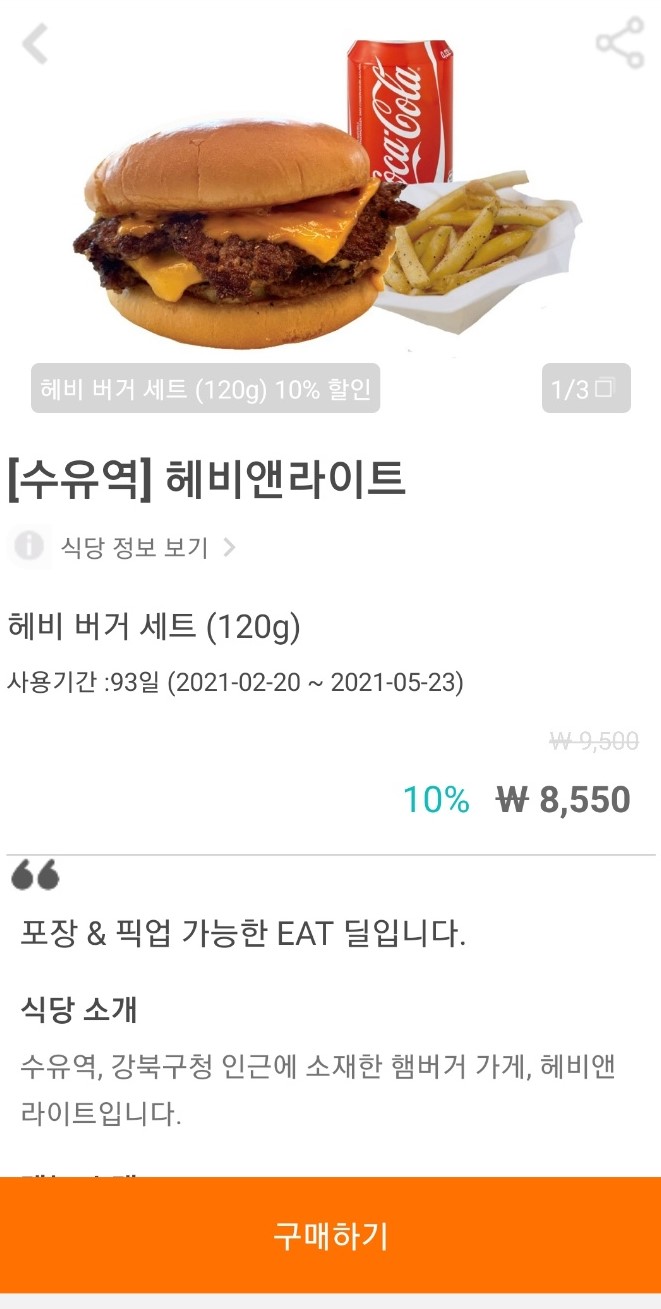 Coca-Cola
헤비 버거 세트 (120g) 10% 할인
1/3
[수유역] 헤비앤라이트
식당 정보 보기
헤비 버거 세트 (120g)
사용기간 :93일 (2021-02-20 ~ 2021-05-23)
₩ 9,500
10% ₩ 8,550
포장 & 픽업 가능한 EAT 딜입니다.
식당 소개
수유역, 강북구청 인근에 소재한 햄버거 가게, 헤비앤
라이트입니다.
구매하기